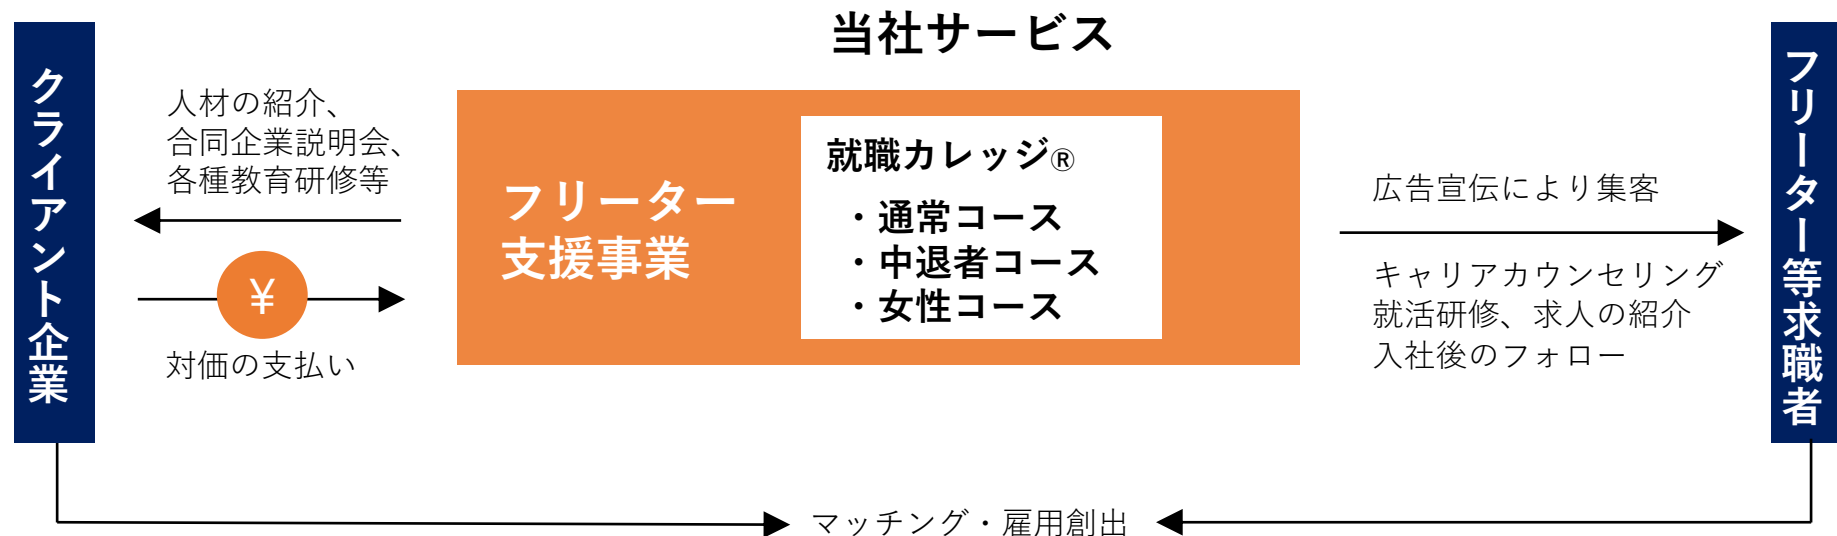 当社サービス
クライアント企業
人材の紹介、
合同企業説明会、
各種教育研修等
¥
対価の支払い
フリーター
支援事業
就職カレッジ®
・通常コース
・中退者コース
・女性コース
広告宣伝により集客
キャリアカウンセリング
就活研修、求人の紹介
入社後のフォロー
フリーター等求職者
マッチング・雇用創出